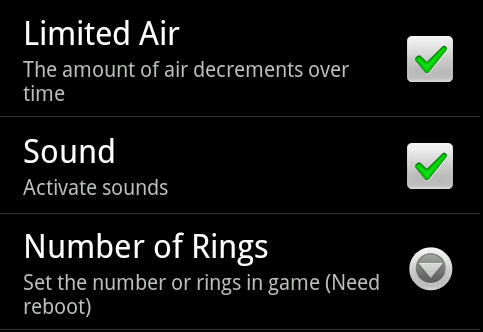 Limited Air
The amount of air decrements over
time
Sound
Activate sounds
Number of Rings
Set the number or rings in game (Need
reboot)